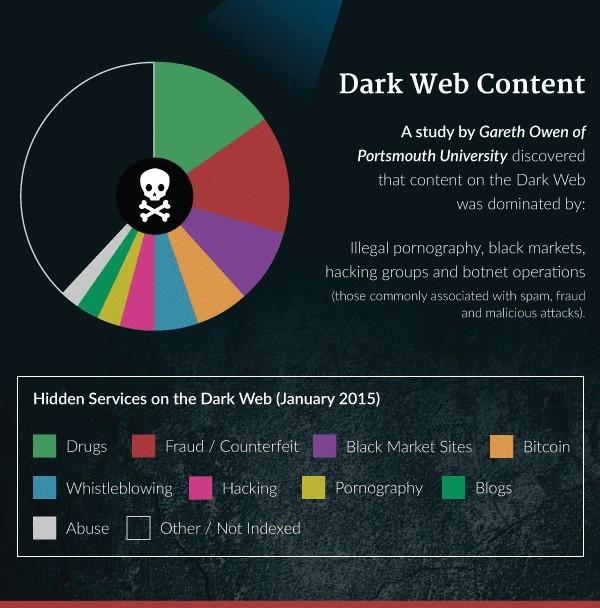 Dark Web Content
A study by Gareth Owen of
Portsmouth University discovered
that content on the Dark Web
was dominated by:
Illegal pornography, black markets,
hacking groups and botnet operations
(those commonly associated with spam, fraud
and malicious attacks).
Hidden Services on the Dark Web (January 2015)
Drugs Fraud / Counterfeit Black Market Sites Bitcoin
Whistleblowing Hacking Pornography Blogs
Abuse Other / Not Indexed